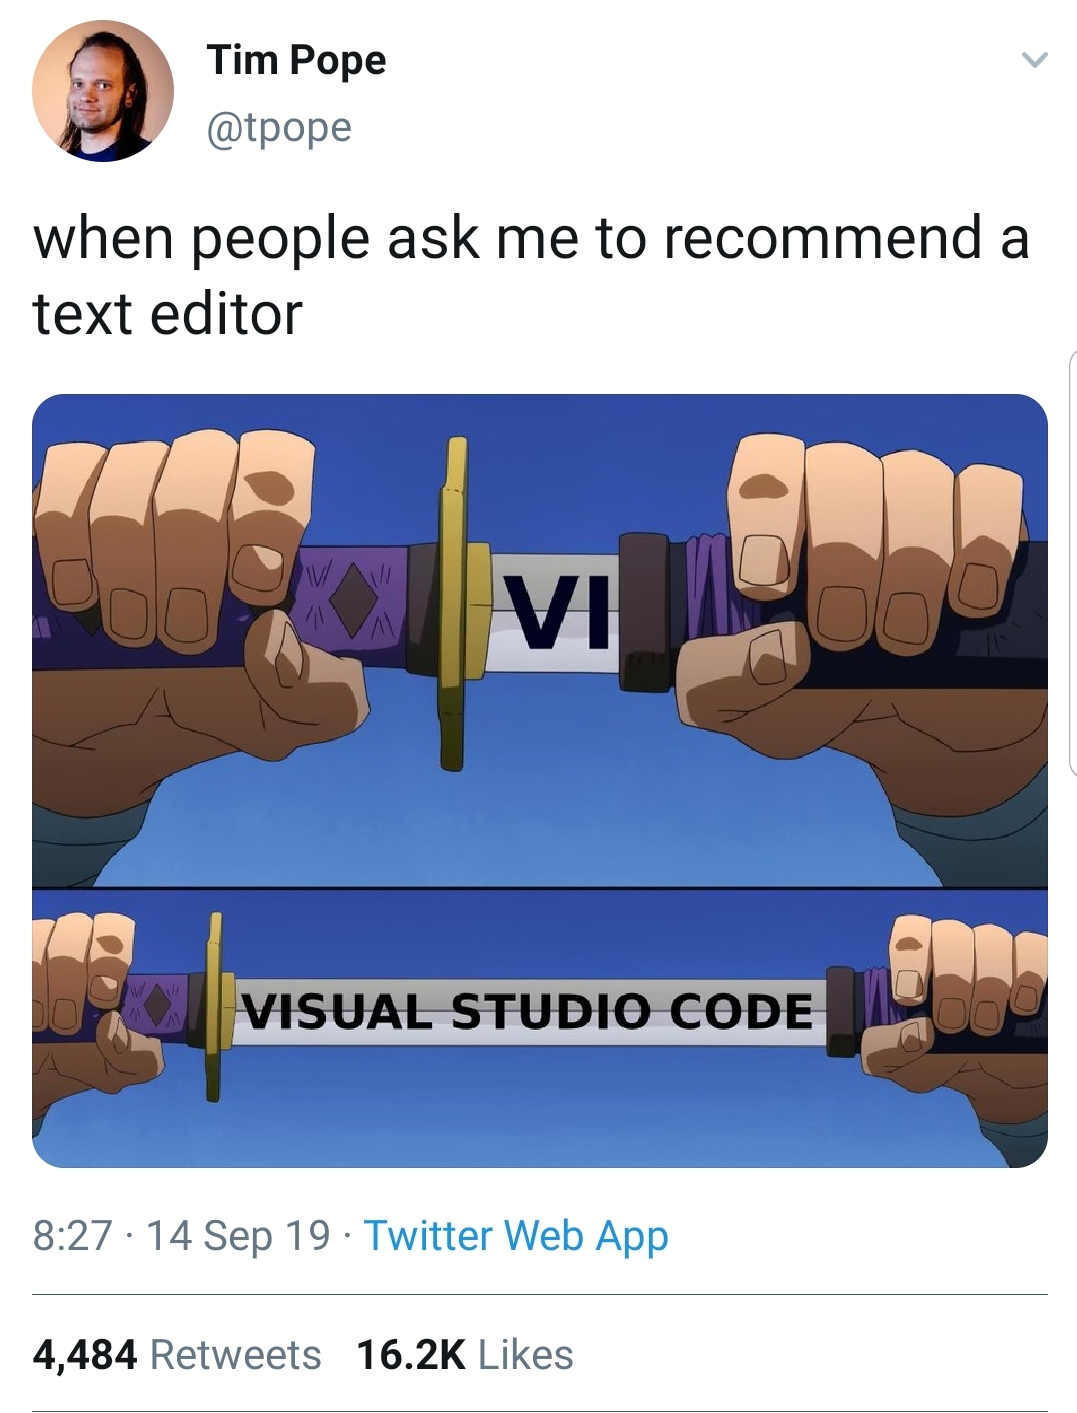 Tim Pope
@tpope
when people ask me to recommend a
text editor
VI
VISUAL STUDIO CODE
8:27 · 14 Sep 19 · Twitter Web App
4,484 Retweets 16.2K Likes